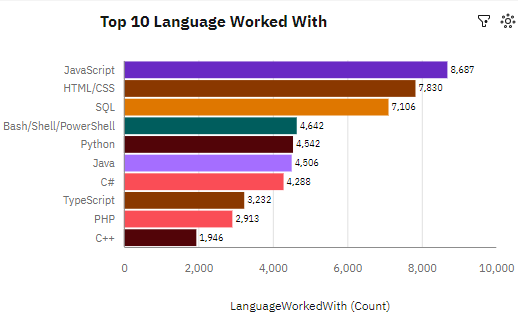 Top 10 Language Worked With
JavaScript 8,687
HTML/CSS 7,830
SQL 7,106
Bash/Shell/PowerShell 4,642
Python 4,542
Java 4,506
C# 4,288
TypeScript 3,232
PHP 2,913
C++ 1,946
0 2,000 4,000 6,000 8,000 10,000
LanguageWorkedWith (Count)